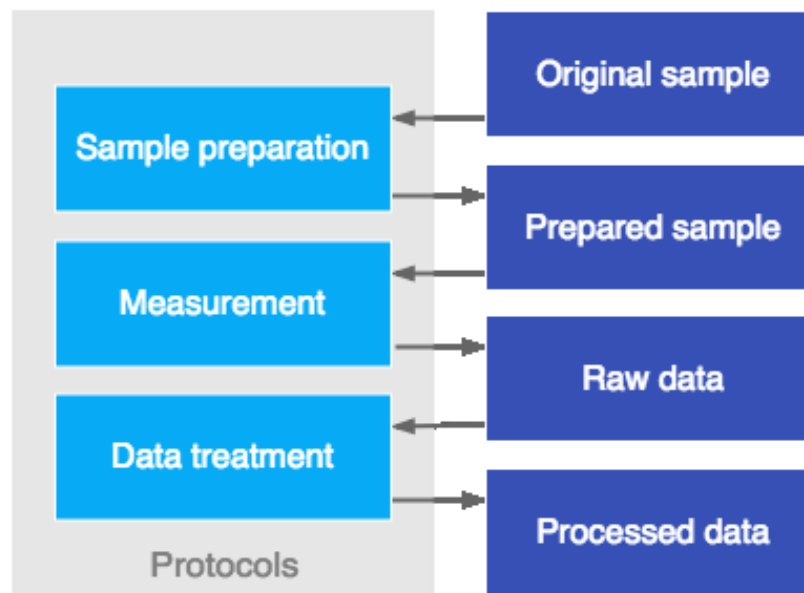 Original sample
Sample preparation
Prepared sample
Measurement
Raw data
Data treatment
Processed data
Protocols